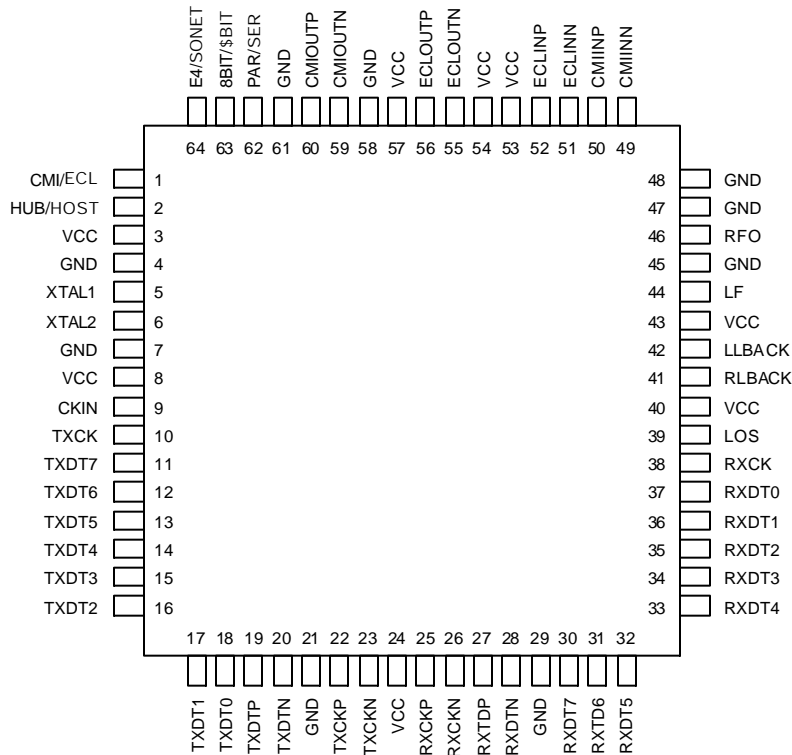 E4/SONET
8BIT/$BIT
PAR/SER
GND
CMIOUTP
CMIOUTN
GND
VCC
ECLOUTP
ECLOUTN
VCC
VCC
ECLINP
ECLINN
CMIINP
CMIINN
64 63 62 61 60 59 58 57 56 55 54 53 52 51 50 49
CMI/ECL 1
HUB/HOST 2
VCC 3
GND 4
XTAL1 5
XTAL2 6
GND 7
VCC 8
CKIN 9
TXCK 10
TXDT7 11
TXDT6 12
TXDT5 13
TXDT4 14
TXDT3 15
TXDT2 16
48 GND
47 GND
46 RFO
45 GND
44 LF
43 VCC
42 LLBACK
41 RLBACK
40 VCC
39 LOS
38 RXCK
37 RXDT0
36 RXDT1
35 RXDT2
34 RXDT3
33 RXDT4
17 18 19 20 21 22 23 24 25 26 27 28 29 30 31 32
TXDT1
TXDT0
TXDTP
TXDTN
GND
TXCKP
TXCKN
VCC
RXCKP
RXCKN
RXTDP
RXDTN
GND
RXDT7
RXTD6
RXDT5